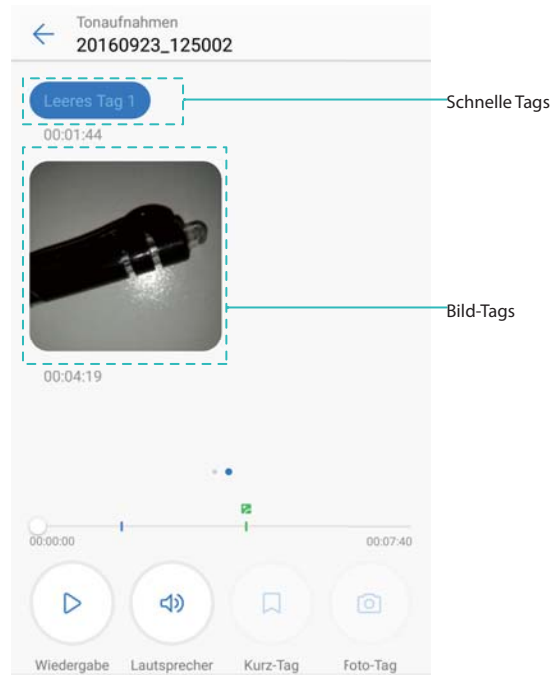 Tonaufnahmen
20160923_125002
Leeres Tag 1
Schnelle Tags
00:01:44
Bild-Tags
00:04:19
00:00:00
00:07:40
Wiedergabe
Lautsprecher
Kurz-Tag
Foto-Tag